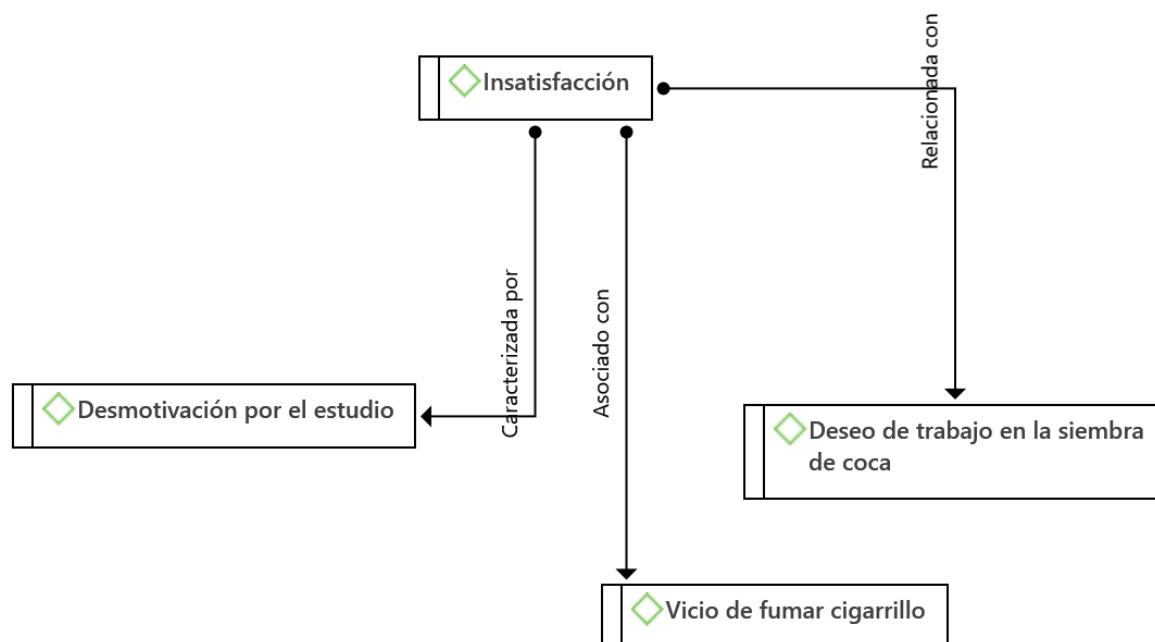 Insatisfacción
Relacionada con
Caracterizada por
Asociado con
Desmotivación por el estudio
Deseo de trabajo en la siembra
de coca
Vicio de fumar cigarrillo